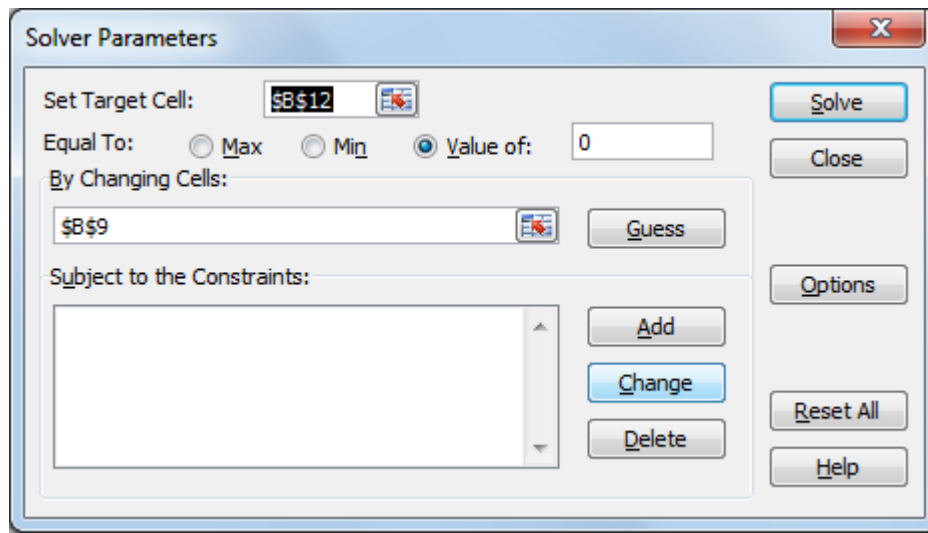 Solver Parameters
X
Set Target Cell: $B$12 Solve
Equal To: Max Min Value of: 0 Close
By Changing Cells:
$B$9 Guess
Subject to the Constraints: Options
Add
Change
Reset All
Delete
Help